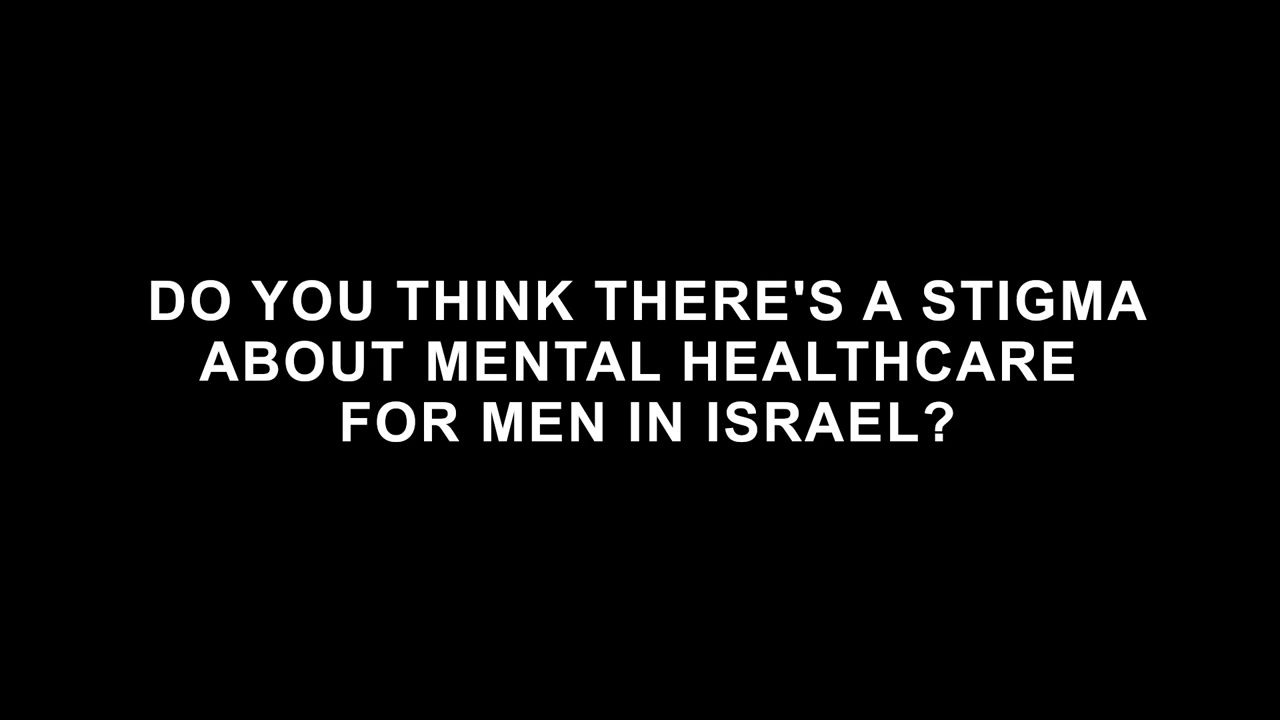 DO YOU THINK THERE'S A STIGMA
ABOUT MENTAL HEALTHCARE
FOR MEN IN ISRAEL?